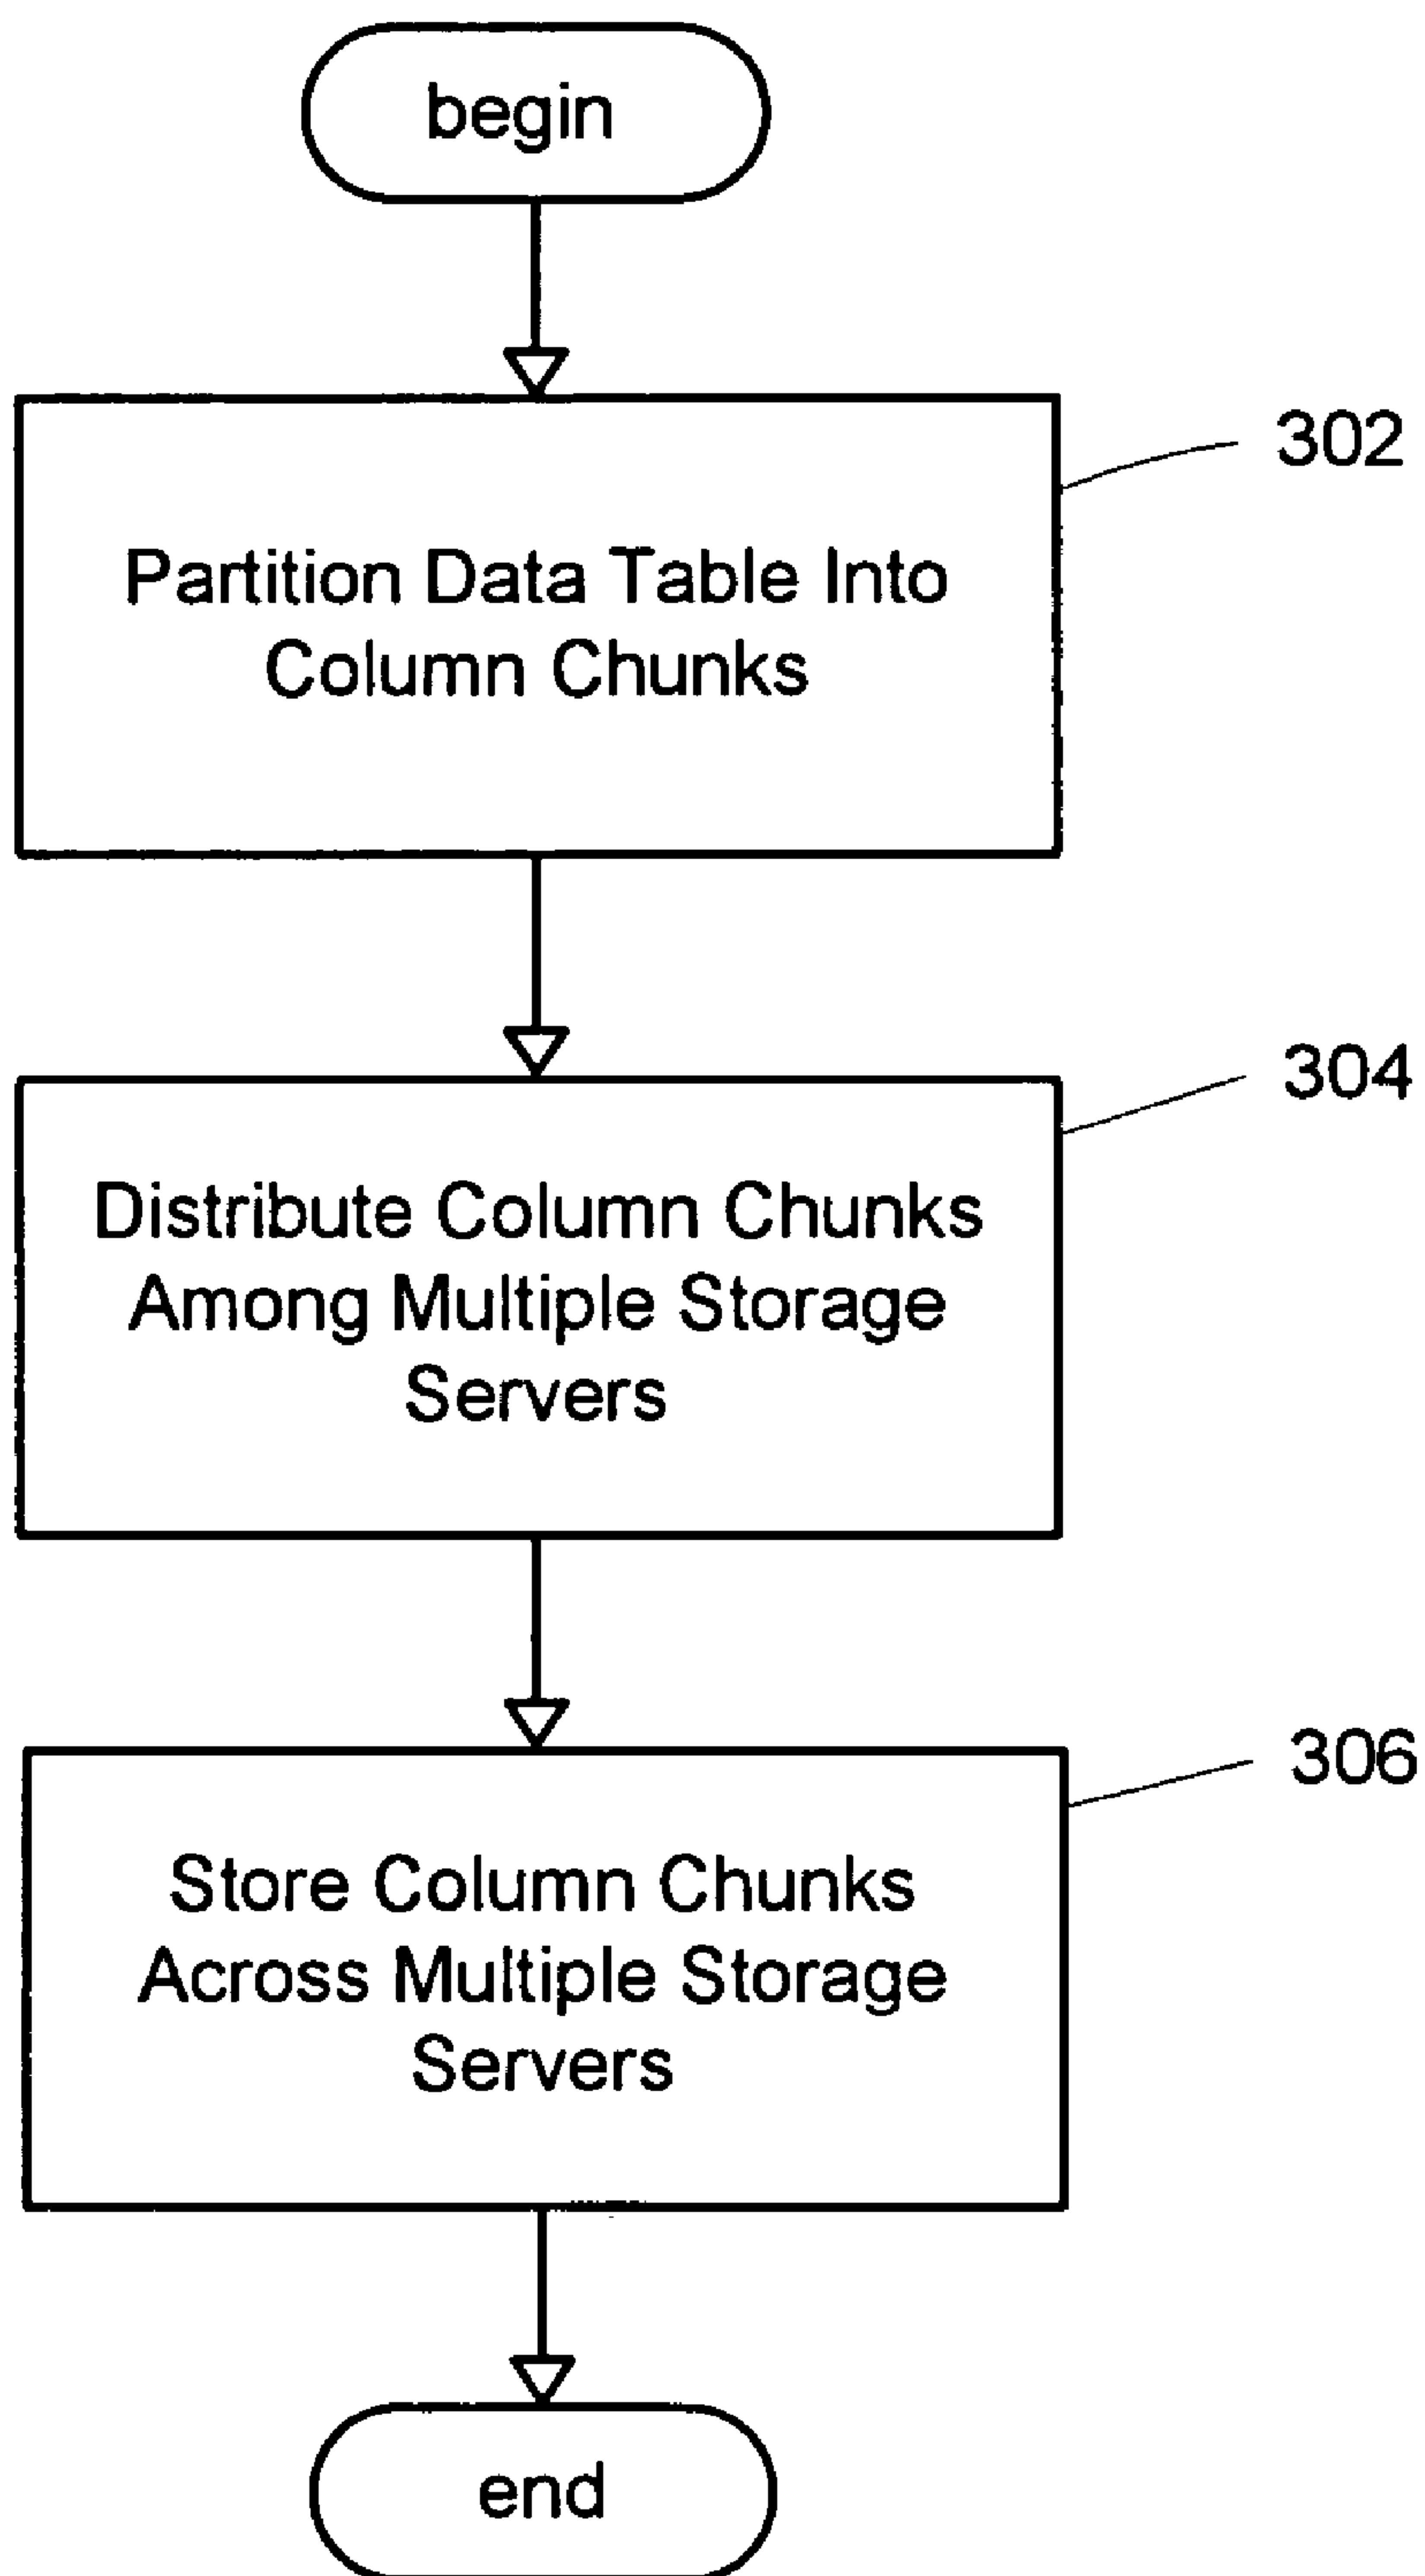 begin
302
Partition Data Table Into
Column Chunks
304
Distribute Column Chunks
Among Multiple Storage
Servers
306
Store Column Chunks
Across Multiple Storage
Servers
end